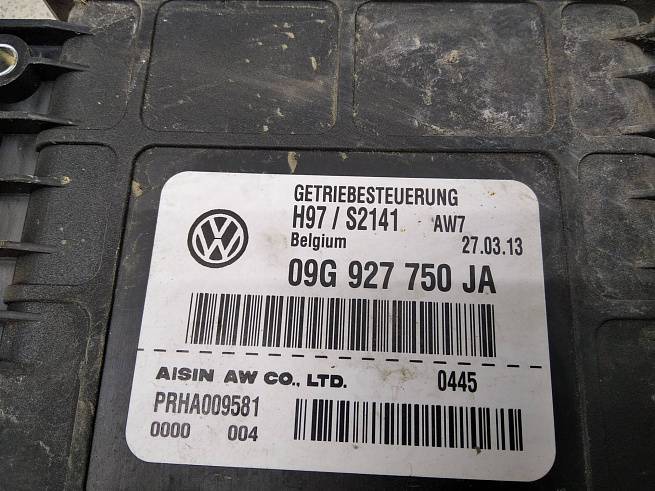 GETRIEBESTEUERUNG
H97 / S2141 AW7
Belgium 27.03.13
09G 927 750 JA
AISIN AW CO., LTD. 0445
PRHA009581
0000 004